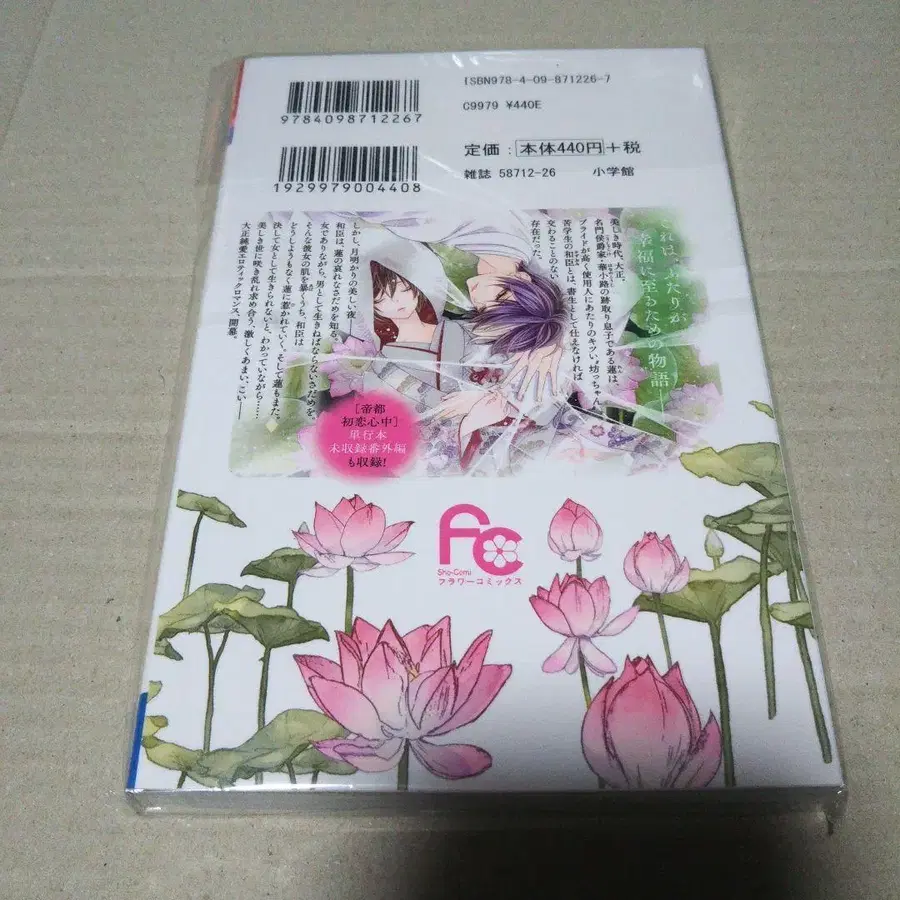 ISBN978-4-09-871226-7
C9979 ¥440E
9784098712267
定価：本体440円＋税
雑誌 58712-26 小学館
1929979004408
これは、ふたりが
幸福に至るための物語——
美しき時代、大正。
名門侯爵家・華小路の跡取り息子である蓮は、
プライドが高く使用人にあたりのキツい“坊っちゃん”。
苦学生の和臣とは、書生として仕えなければ
交わることのない
存在だった。
しかし、月明かりの美しい夜、
和臣は、蓮の哀れなさだめを知る。
女でありながら、男として生きねばならないさだめを。
そんな彼女の肌を暴くうち、和臣は
どうしようもなく蓮に惹かれていく。そして蓮もまた。
決して女として生きられないと、わかっていながら……
美しき世に咲き乱れ求め合う、激しくあまい、こい——
大正純愛エロティックロマンス、開幕。
［帝都
初恋心中］
単行本
未収録番外編
も収録！
FC
Sho-Comi
フラワーコミックス